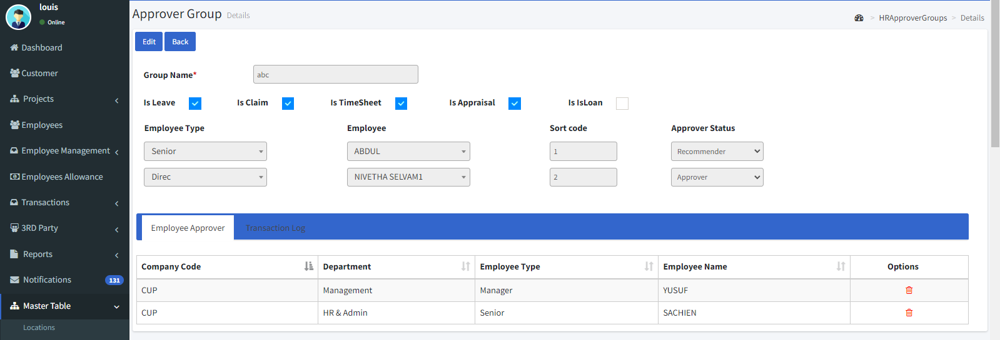 louis
Online
Dashboard
Customer
Projects
Employees
Employee Management
Employees Allowance
Transactions
3RD Party
Reports
Notifications 131
Master Table
Locations
Approver Group Details
> HRApproverGroups > Details
Edit Back
Group Name* abc
Is Leave Is Claim Is TimeSheet Is Appraisal Is IsLoan
Employee Type Employee Sort code Approver Status
Senior ABDUL 1 Recommender
Direc NIVETHA SELVAM1 2 Approver
Employee Approver Transaction Log
Company Code Department Employee Type Employee Name Options
CUP Management Manager YUSUF
CUP HR & Admin Senior SACHIEN